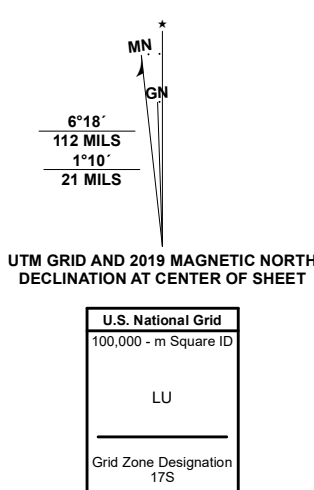 MN
GN
6°18´
112 MILS
1°10´
21 MILS
UTM GRID AND 2019 MAGNETIC NORTH
DECLINATION AT CENTER OF SHEET
U.S. National Grid
100,000 - m Square ID
LU
Grid Zone Designation
17S